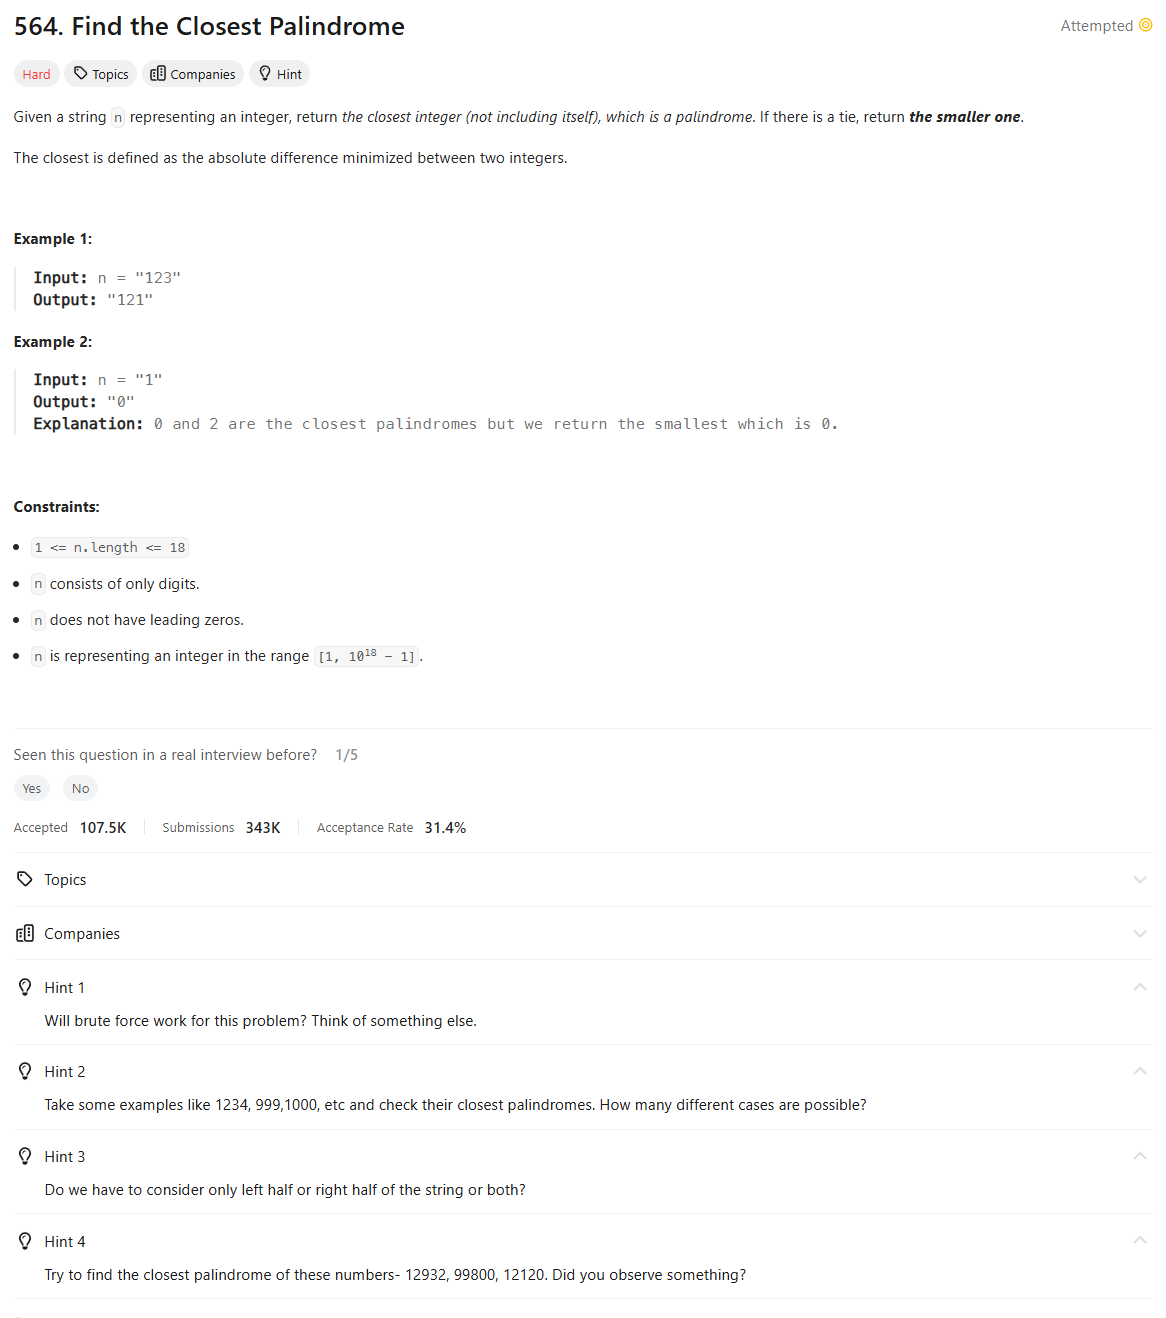 564. Find the Closest Palindrome
Attempted
Hard Topics Companies Hint
Given a string n representing an integer, return the closest integer (not including itself), which is a palindrome. If there is a tie, return the smaller one.
The closest is defined as the absolute difference minimized between two integers.
Example 1:
Input: n = "123"
Output: "121"
Example 2:
Input: n = "1"
Output: "0"
Explanation: 0 and 2 are the closest palindromes but we return the smallest which is 0.
Constraints:
• 1 <= n.length <= 18
• n consists of only digits.
• n does not have leading zeros.
• n is representing an integer in the range [1, 10¹⁸ - 1].
Seen this question in a real interview before? 1/5
Yes No
Accepted 107.5K Submissions 343K Acceptance Rate 31.4%
Topics
Companies
Hint 1
Will brute force work for this problem? Think of something else.
Hint 2
Take some examples like 1234, 999,1000, etc and check their closest palindromes. How many different cases are possible?
Hint 3
Do we have to consider only left half or right half of the string or both?
Hint 4
Try to find the closest palindrome of these numbers- 12932, 99800, 12120. Did you observe something?